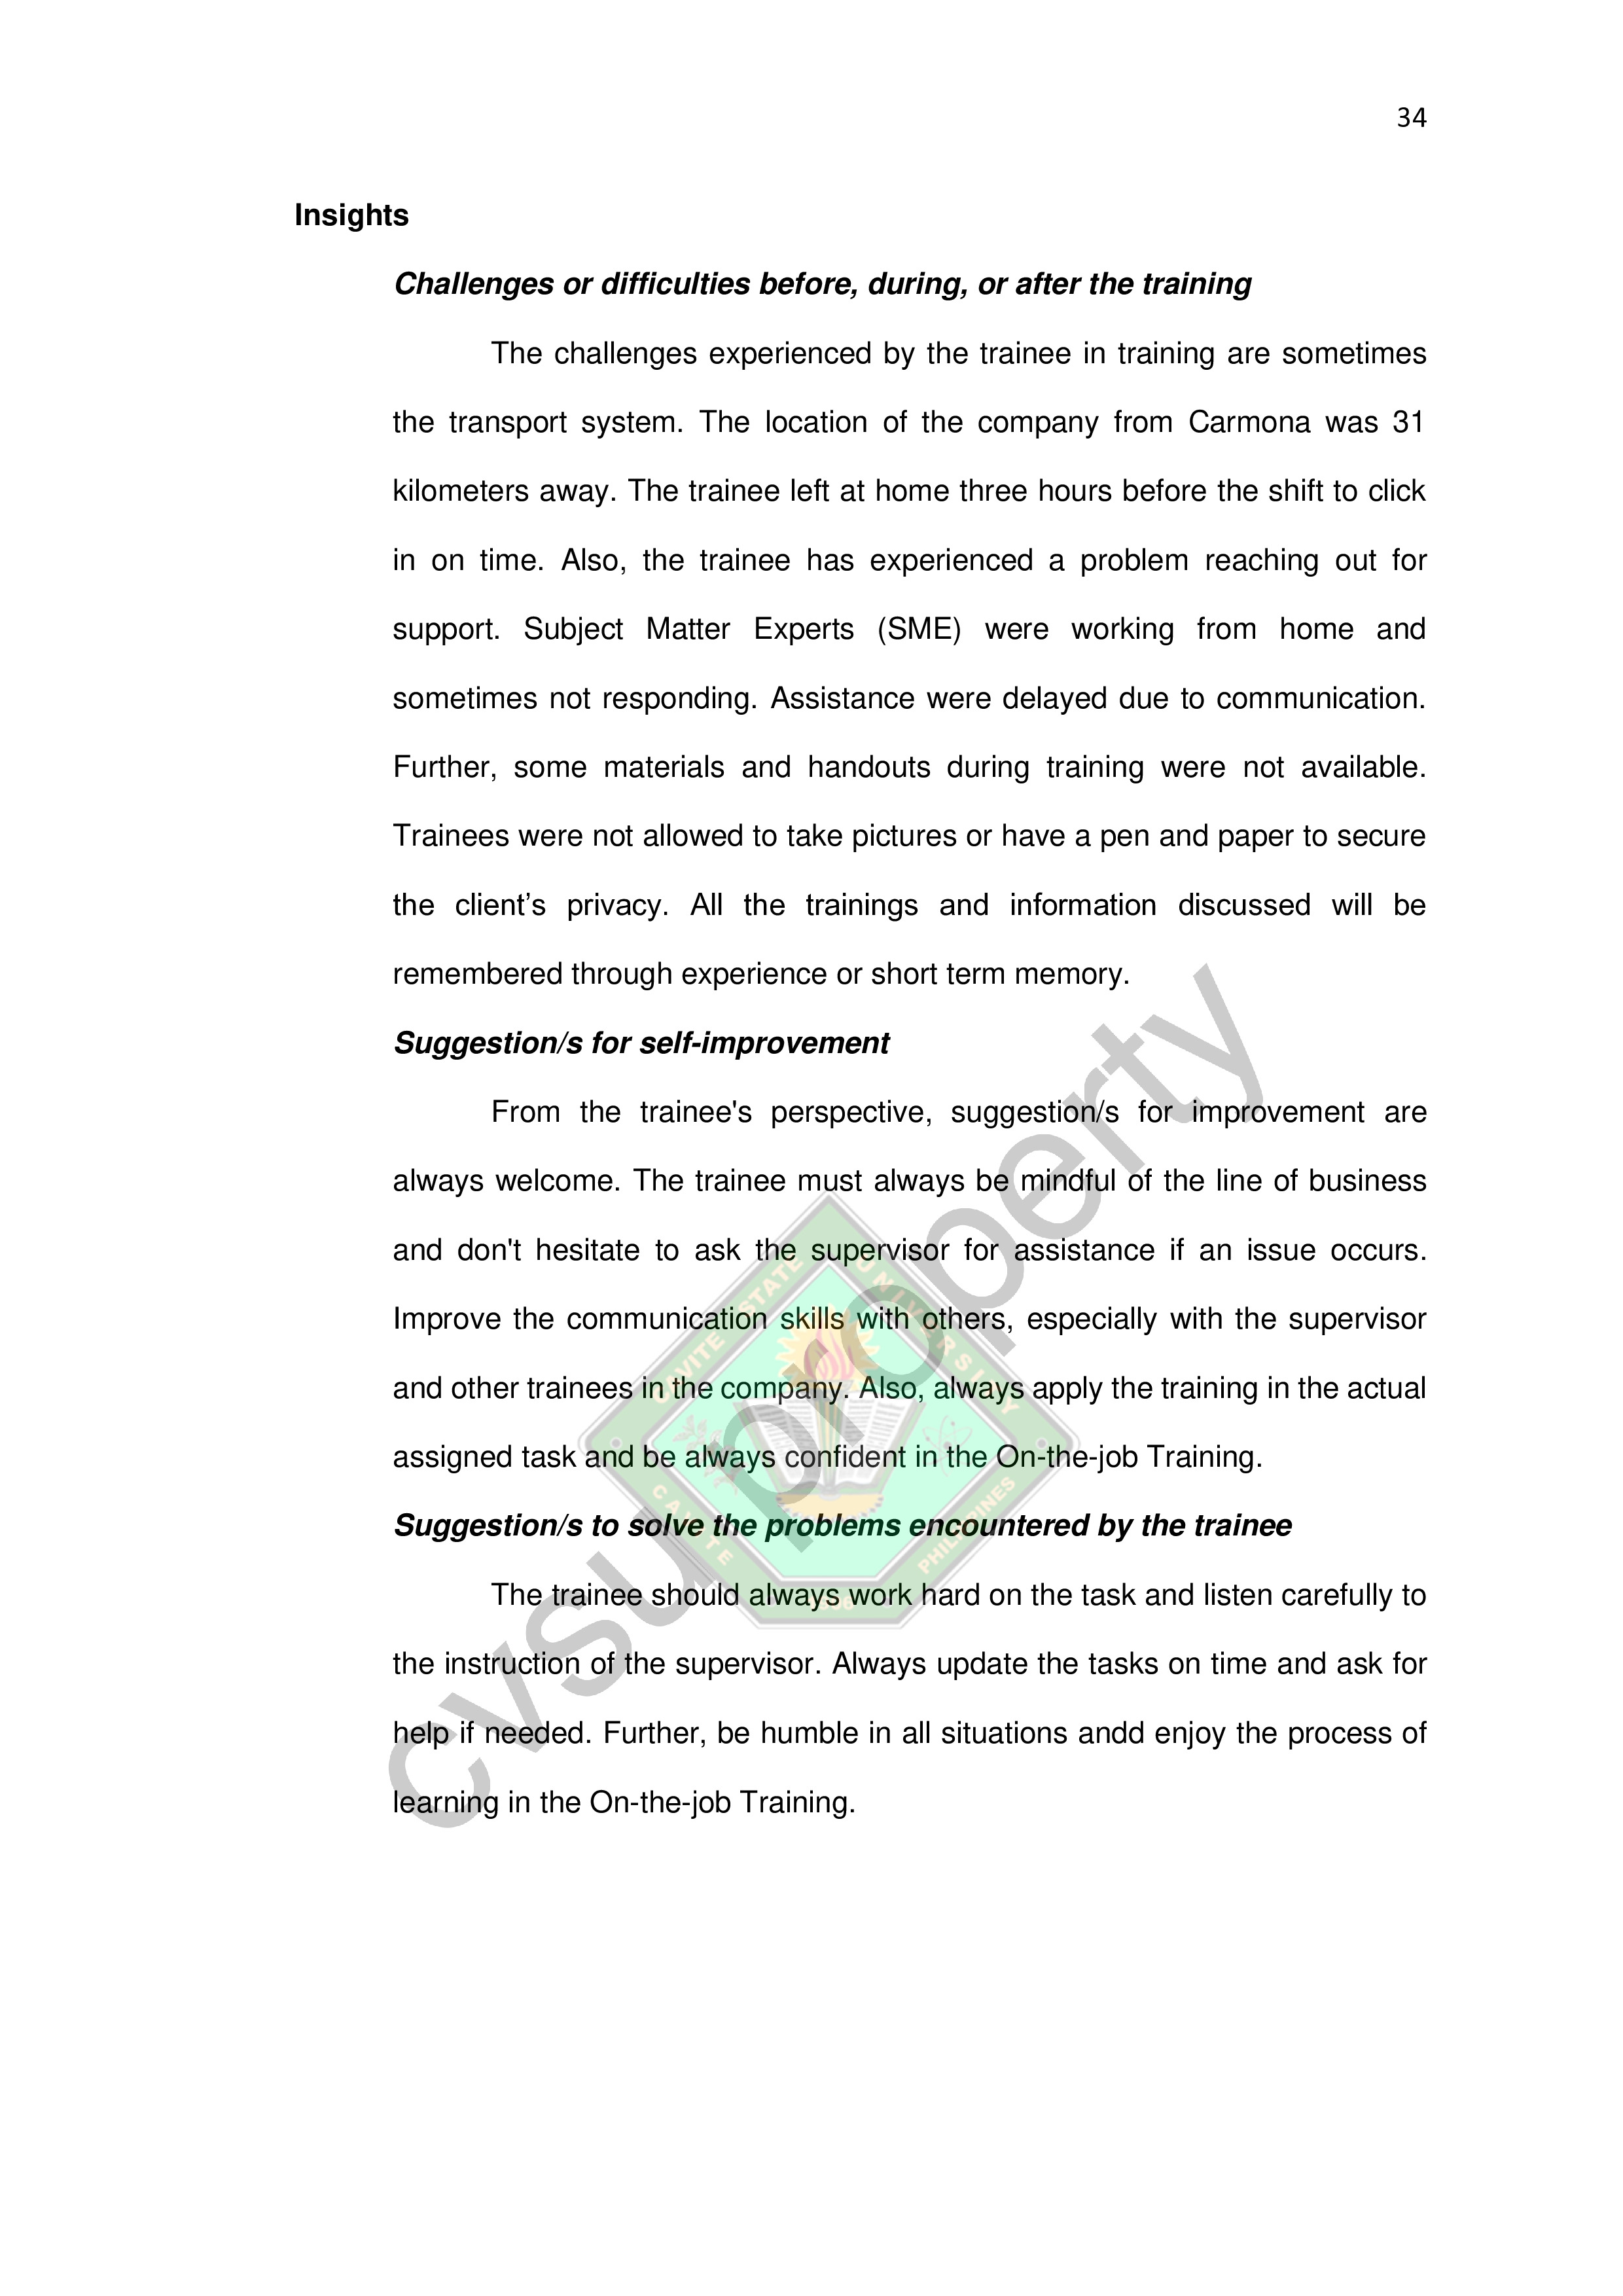 34
Insights
Challenges or difficulties before, during, or after the training
The challenges experienced by the trainee in training are sometimes
the transport system. The location of the company from Carmona was 31
kilometers away. The trainee left at home three hours before the shift to click
in on time. Also, the trainee has experienced a problem reaching out for
support. Subject Matter Experts (SME) were working from home and
sometimes not responding. Assistance were delayed due to communication.
Further, some materials and handouts during training were not available.
Trainees were not allowed to take pictures or have a pen and paper to secure
the client’s privacy. All the trainings and information discussed will be
remembered through experience or short term memory.
Suggestion/s for self-improvement
From the trainee's perspective, suggestion/s for improvement are
always welcome. The trainee must always be mindful of the line of business
and don't hesitate to ask the supervisor for assistance if an issue occurs.
Improve the communication skills with others, especially with the supervisor
and other trainees in the company. Also, always apply the training in the actual
assigned task and be always confident in the On-the-job Training.
Suggestion/s to solve the problems encountered by the trainee
The trainee should always work hard on the task and listen carefully to
the instruction of the supervisor. Always update the tasks on time and ask for
help if needed. Further, be humble in all situations andd enjoy the process of
learning in the On-the-job Training.
cvsu property
CAVITE STATE UNIVERSITY
CAVITE PHILIPPINES